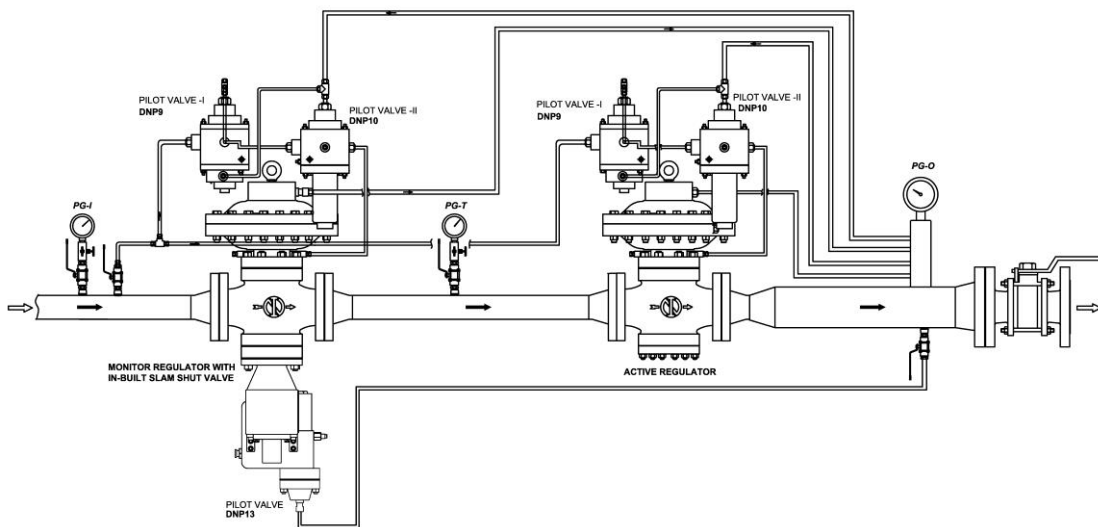 PILOT VALVE -I
DNP9
PILOT VALVE -II
DNP10
PILOT VALVE -I
DNP9
PILOT VALVE -II
DNP10
PG-I
PG-T
PG-O
MONITOR REGULATOR WITH
IN-BUILT SLAM SHUT VALVE
ACTIVE REGULATOR
PILOT VALVE
DNP13